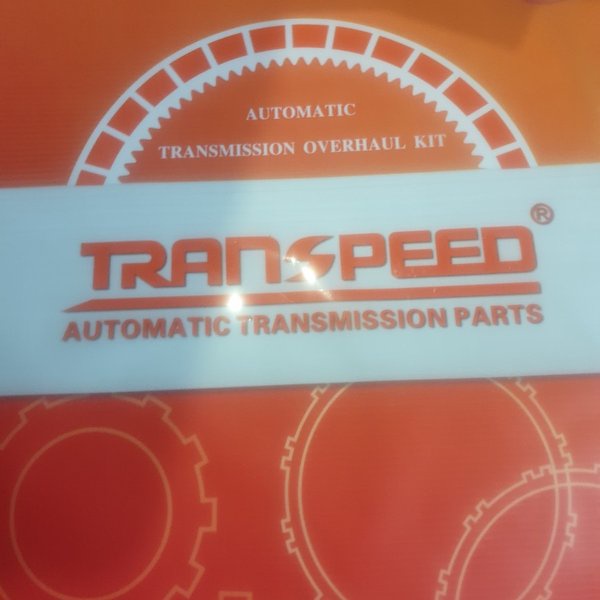 AUTOMATIC
TRANSMISSION OVERHAUL KIT
TRANSPEED®
AUTOMATIC TRANSMISSION PARTS